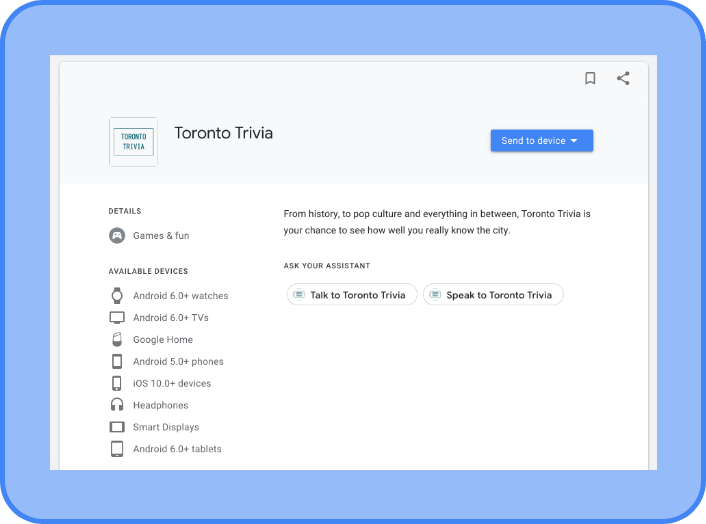 TORONTO
TRIVIA
Toronto Trivia
Send to device
DETAILS
Games & fun
AVAILABLE DEVICES
Android 6.0+ watches
Android 6.0+ TVs
Google Home
Android 5.0+ phones
iOS 10.0+ devices
Headphones
Smart Displays
Android 6.0+ tablets
From history, to pop culture and everything in between, Toronto Trivia is
your chance to see how well you really know the city.
ASK YOUR ASSISTANT
Talk to Toronto Trivia
Speak to Toronto Trivia